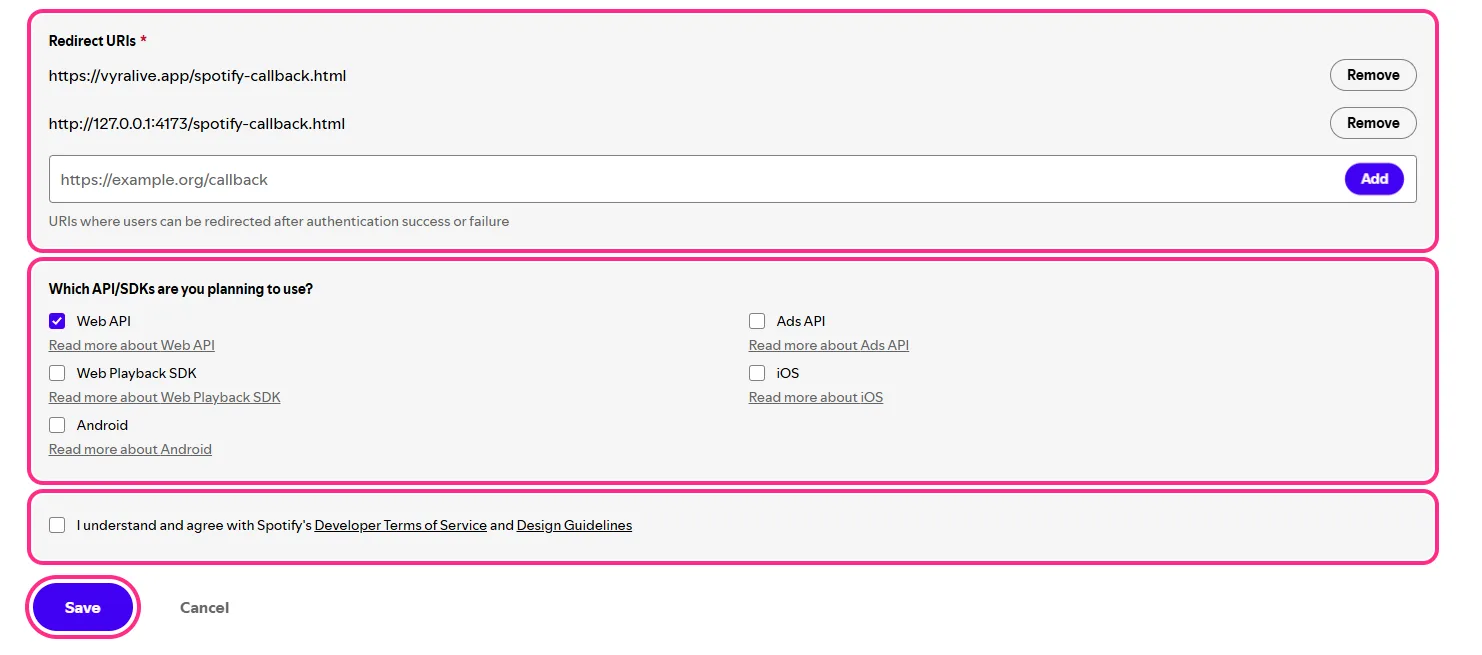 Redirect URIs *
https://vyralive.app/spotify-callback.html
Remove
http://127.0.0.1:4173/spotify-callback.html
Remove
https://example.org/callback
Add
URIs where users can be redirected after authentication success or failure
Which API/SDKs are you planning to use?
Web API
Read more about Web API
Ads API
Read more about Ads API
Web Playback SDK
Read more about Web Playback SDK
iOS
Read more about iOS
Android
Read more about Android
I understand and agree with Spotify's Developer Terms of Service and Design Guidelines
Save
Cancel